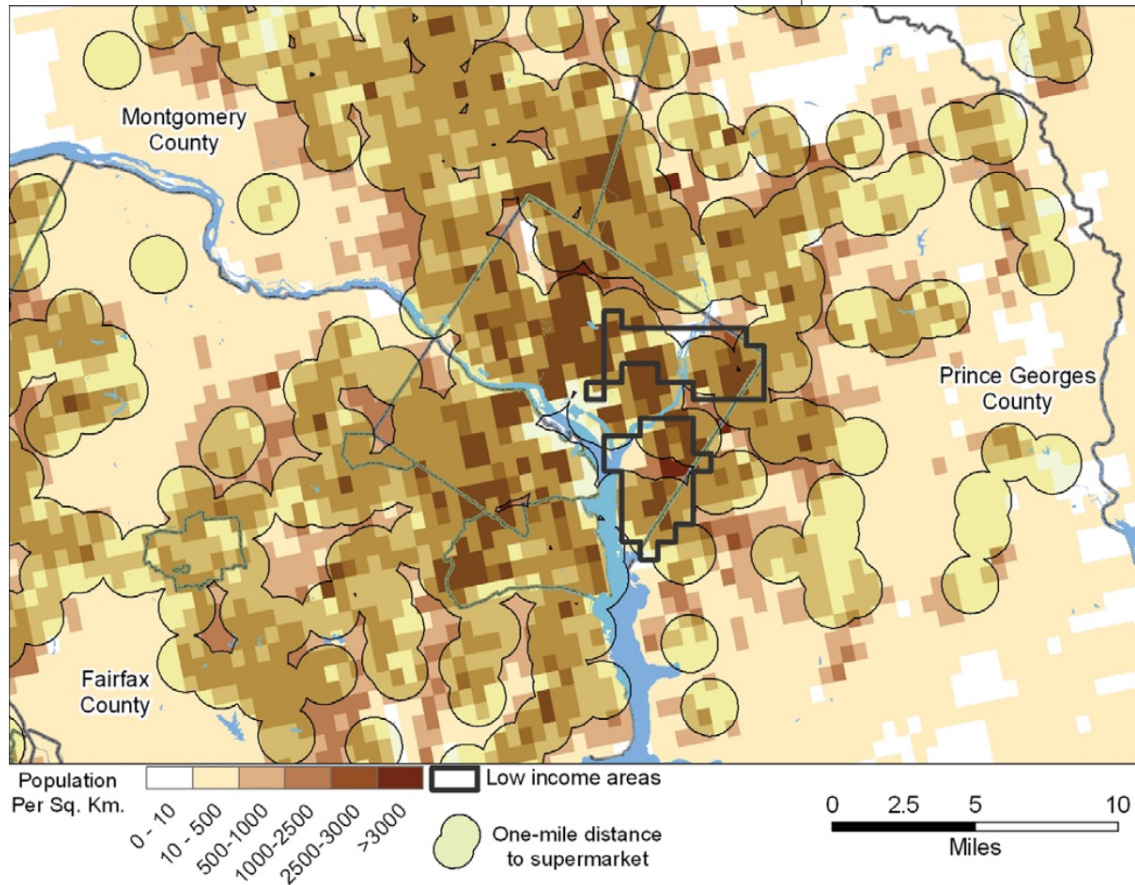 Montgomery
County
Prince Georges
County
Fairfax
County
Population
Per Sq. Km.
0 - 10
10 - 500
500-1000
1000-2500
2500-3000
>3000
Low income areas
One-mile distance
to supermarket
0 2.5 5 10
Miles